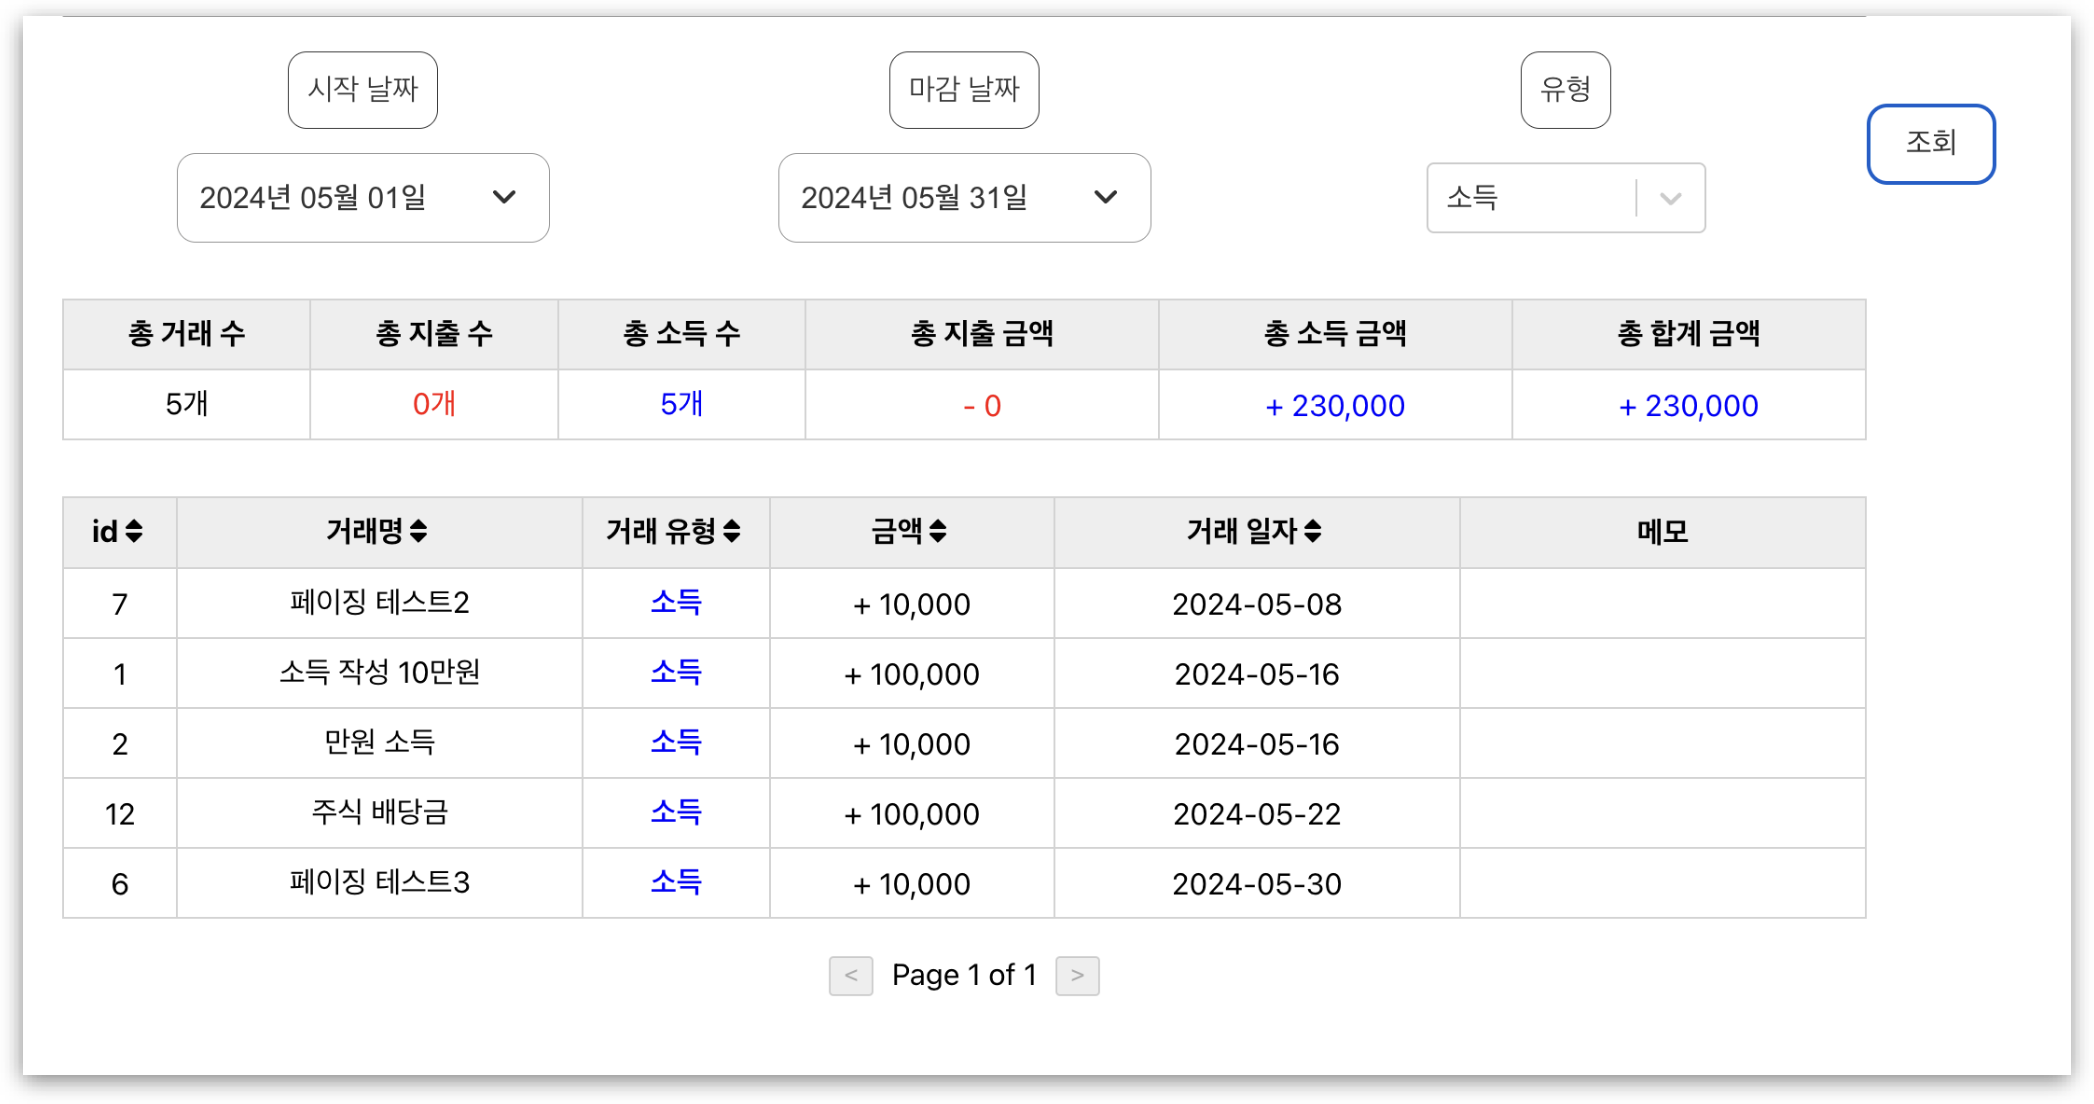 시작 날짜 마감 날짜 유형
조회
2024년 05월 01일 2024년 05월 31일 소득
총 거래 수 총 지출 수 총 소득 수 총 지출 금액 총 소득 금액 총 합계 금액
5개 0개 5개 - 0 + 230,000 + 230,000
id 거래명 거래 유형 금액 거래 일자 메모
7 페이징 테스트2 소득 + 10,000 2024-05-08
1 소득 작성 10만원 소득 + 100,000 2024-05-16
2 만원 소득 소득 + 10,000 2024-05-16
12 주식 배당금 소득 + 100,000 2024-05-22
6 페이징 테스트3 소득 + 10,000 2024-05-30
< Page 1 of 1 >